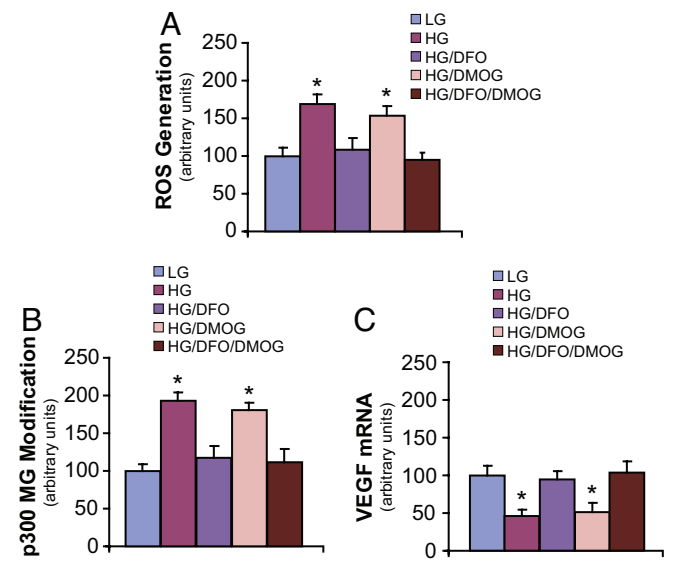 A
LG
HG
HG/DFO
HG/DMOG
HG/DFO/DMOG
ROS Generation
(arbitrary units)
250
200
150
100
50
0
*
*
B
LG
HG
HG/DFO
HG/DMOG
HG/DFO/DMOG
p300 MG Modification
(arbitrary units)
250
200
150
100
50
0
*
*
C
LG
HG
HG/DFO
HG/DMOG
HG/DFO/DMOG
VEGF mRNA
(arbitrary units)
250
200
150
100
50
0
*
*